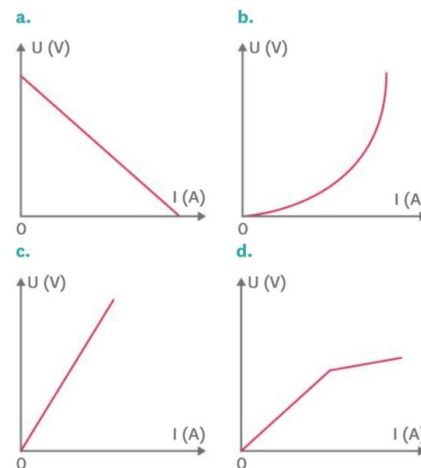 a.
U (V)
I (A)
0
b.
U (V)
I (A
0
c.
U (V)
I (A)
0
d.
U (V)
I (A
0